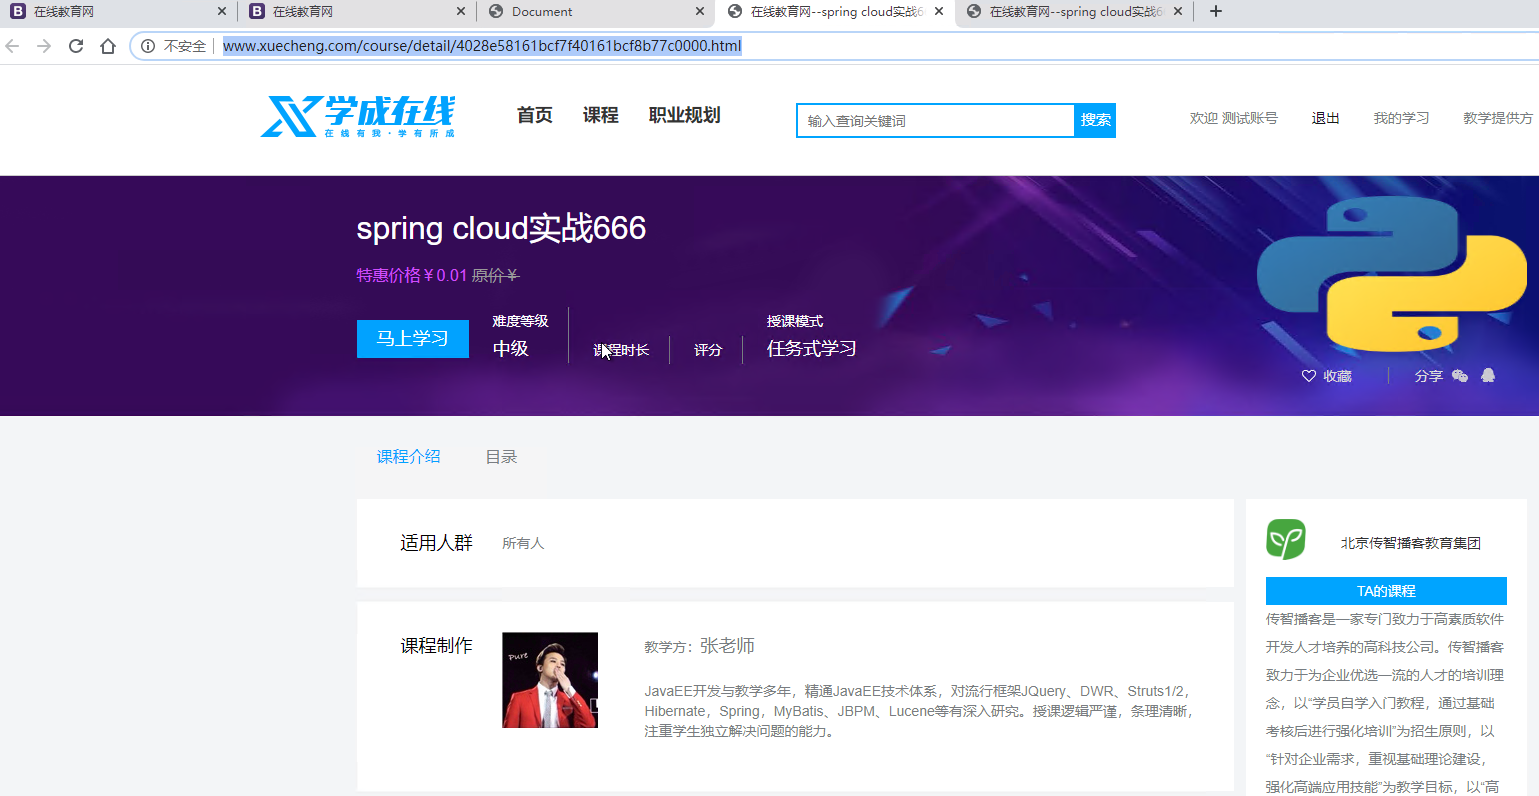 在线教育网
在线教育网
Document
在线教育网--spring cloud实战6
在线教育网--spring cloud实战6
不安全
www.xuecheng.com/course/detail/4028e58161bcf7f40161bcf8b77c0000.html
学成在线
在线有我·学有所成
首页
课程
职业规划
输入查询关键词
搜索
欢迎 测试账号
退出
我的学习
教学提供方
spring cloud实战666
特惠价格￥0.01 原价￥
马上学习
难度等级
中级
课程时长
评分
授课模式
任务式学习
收藏
分享
课程介绍
目录
适用人群
所有人
课程制作
Pure
教学方：张老师
JavaEE开发与教学多年，精通JavaEE技术体系，对流行框架JQuery、DWR、Struts1/2，
Hibernate，Spring，MyBatis、JBPM、Lucene等有深入研究。授课逻辑严谨，条理清晰，
注重学生独立解决问题的能力。
北京传智播客教育集团
TA的课程
传智播客是一家专门致力于高素质软件
开发人才培养的高科技公司。传智播客
致力于为企业优选一流的人才的培训理
念，以“学员自学入门教程，通过基础
考核后进行强化培训”为招生原则，以
“针对企业需求，重视基础理论建设，
强化高端应用技能”为教学目标，以“高